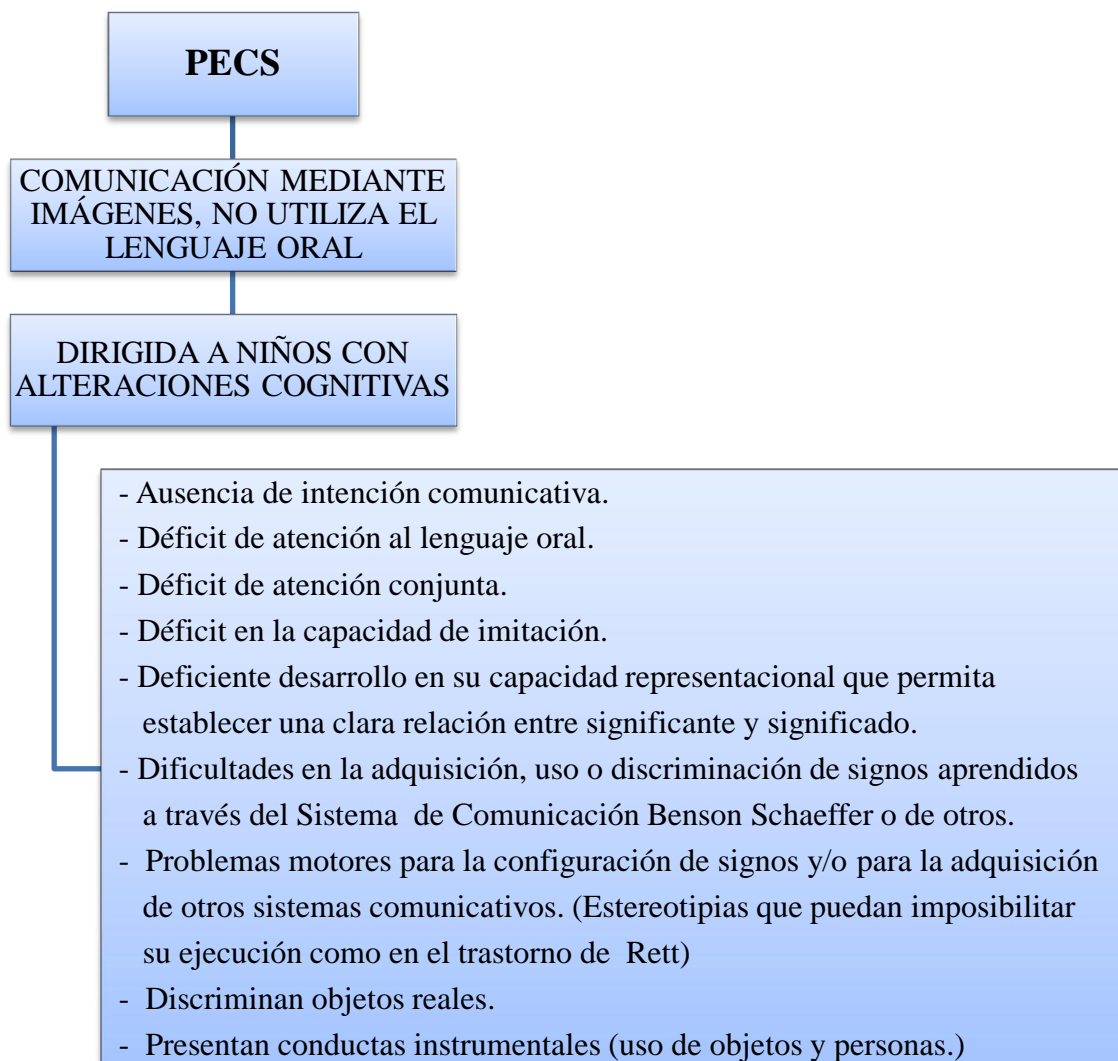 PECS
COMUNICACIÓN MEDIANTE
IMÁGENES, NO UTILIZA EL
LENGUAJE ORAL
DIRIGIDA A NIÑOS CON
ALTERACIONES COGNITIVAS
- Ausencia de intención comunicativa.
- Déficit de atención al lenguaje oral.
- Déficit de atención conjunta.
- Déficit en la capacidad de imitación.
- Deficiente desarrollo en su capacidad representacional que permita
establecer una clara relación entre significante y significado.
- Dificultades en la adquisición, uso o discriminación de signos aprendidos
a través del Sistema de Comunicación Benson Schaeffer o de otros.
- Problemas motores para la configuración de signos y/o para la adquisición
de otros sistemas comunicativos. (Estereotipias que puedan imposibilitar
su ejecución como en el trastorno de Rett)
- Discriminan objetos reales.
- Presentan conductas instrumentales (uso de objetos y personas.)